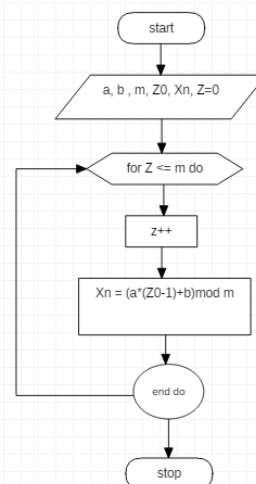 start
a, b , m, Z0, Xn, Z=0
for Z <= m do
z++
Xn = (a*(Z0-1)+b)mod m
end do
stop